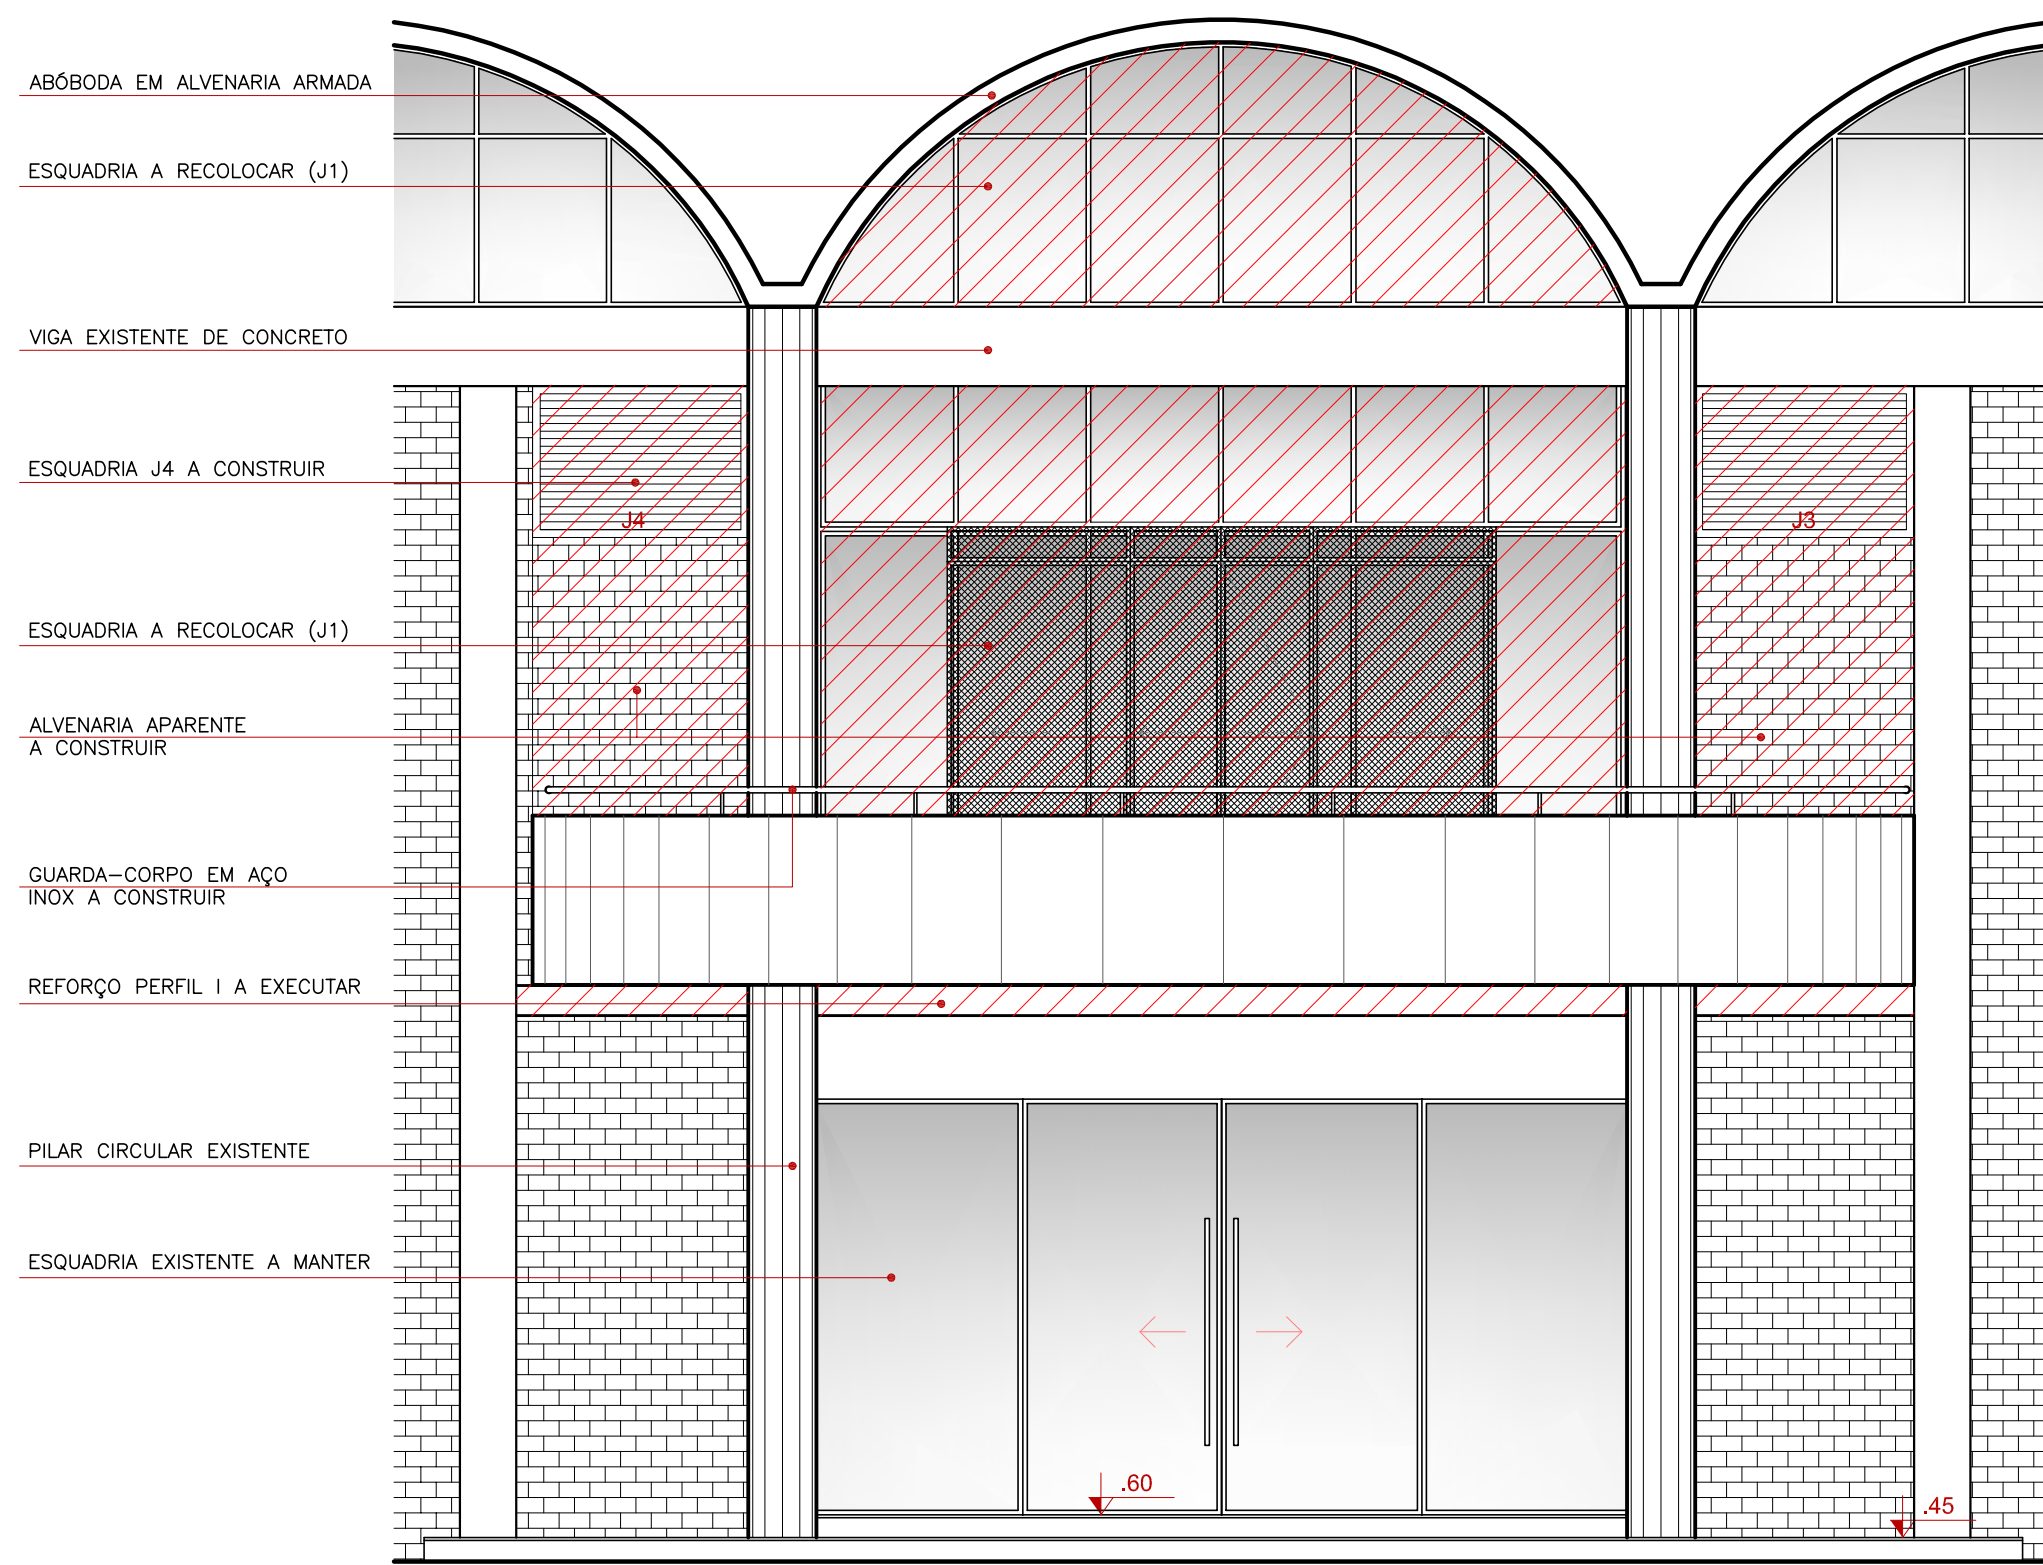 ABÓBODA EM ALVENARIA ARMADA
ESQUADRIA A RECOLOCAR (J1)
VIGA EXISTENTE DE CONCRETO
ESQUADRIA J4 A CONSTRUIR
J4
J3
ESQUADRIA A RECOLOCAR (J1)
ALVENARIA APARENTE
A CONSTRUIR
GUARDA-CORPO EM AÇO
INOX A CONSTRUIR
REFORÇO PERFIL I A EXECUTAR
PILAR CIRCULAR EXISTENTE
ESQUADRIA EXISTENTE A MANTER
.60
.45